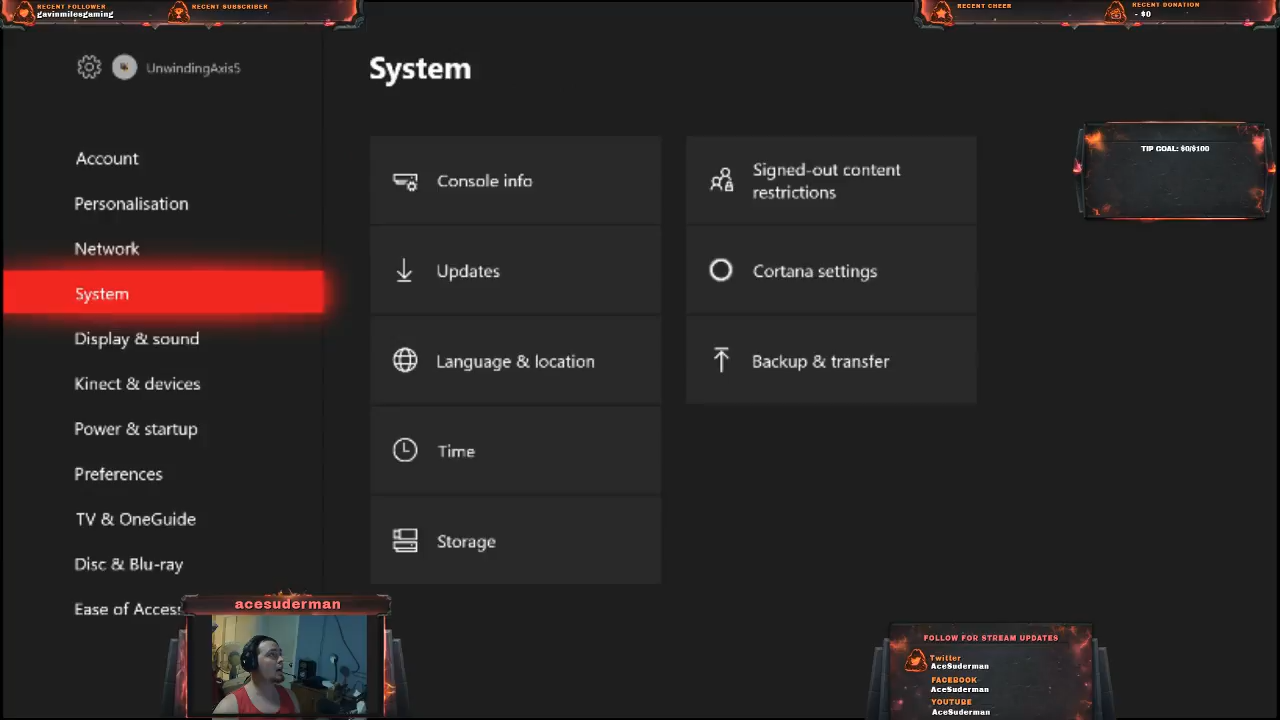 RECENT FOLLOWER
gavinmilesgaming
RECENT SUBSCRIBER
RECENT CHEER
RECENT DONATION
- $0
UnwindingAxis5
System
Account
Personalisation
Network
System
Display & sound
Kinect & devices
Power & startup
Preferences
TV & OneGuide
Disc & Blu-ray
Ease of Access
Console info
Updates
Language & location
Time
Storage
Signed-out content
restrictions
Cortana settings
Backup & transfer
TIP GOAL: $0/$100
acesuderman
FOLLOW FOR STREAM UPDATES
Twitter
AceSuderman
FACEBOOK
AceSuderman
YOUTUBE
AceSuderman